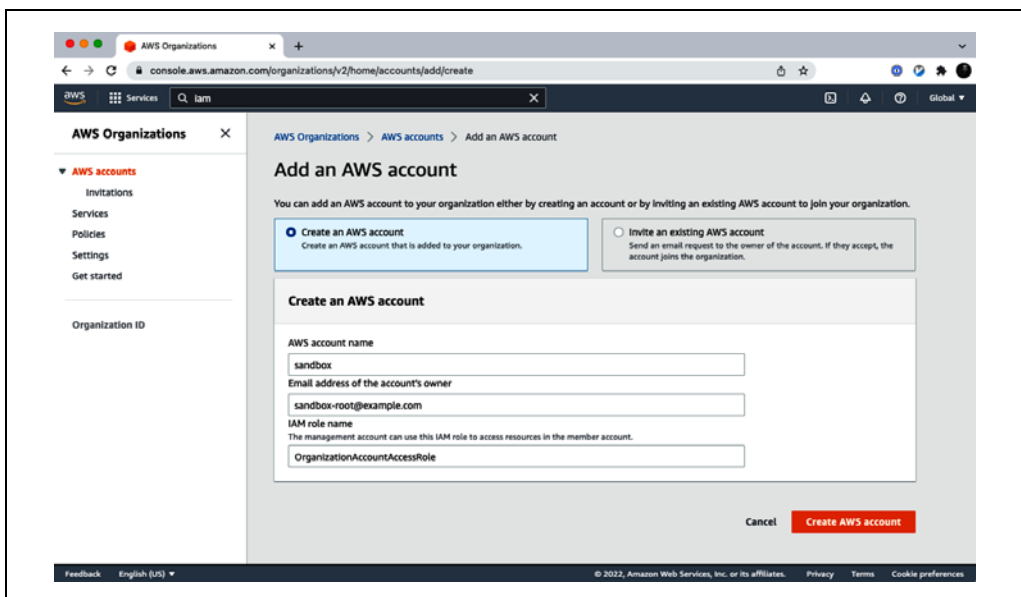 AWS Organizations
console.aws.amazon.com/organizations/v2/home/accounts/add/create
aws Services iam Global
AWS Organizations
AWS accounts
Invitations
Services
Policies
Settings
Get started
Organization ID
AWS Organizations > AWS accounts > Add an AWS account
Add an AWS account
You can add an AWS account to your organization either by creating an account or by inviting an existing AWS account to join your organization.
Create an AWS account
Create an AWS account that is added to your organization.
Invite an existing AWS account
Send an email request to the owner of the account. If they accept, the
account joins the organization.
Create an AWS account
AWS account name
sandbox
Email address of the account's owner
sandbox-root@example.com
IAM role name
The management account can use this IAM role to access resources in the member account.
OrganizationAccountAccessRole
Cancel Create AWS account
Feedback English (US) © 2022, Amazon Web Services, Inc. or its affiliates. Privacy Terms Cookie preferences